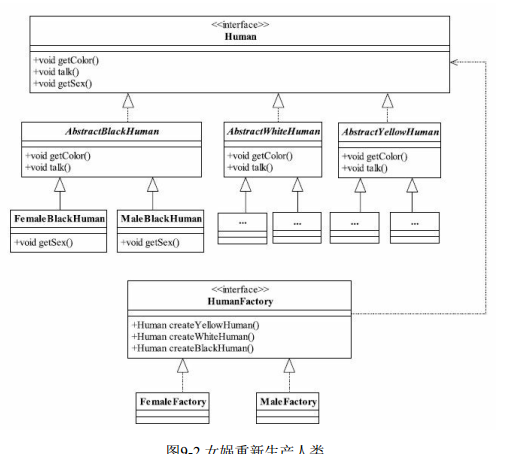 <<interface>>
Human
+void getColor()
+void talk()
+void getSex()
AbstractBlackHuman
+void getColor()
+void talk()
AbstractWhiteHuman
+void getColor()
+void talk()
AbstractYellowHuman
+void getColor()
+void talk()
FemaleBlackHuman
+void getSex()
MaleBlackHuman
+void getSex()
...
...
...
...
<<interface>>
HumanFactory
+Human createYellowHuman()
+Human createWhiteHuman()
+Human createBlackHuman()
FemaleFactory
MaleFactory
图9-2 女娲重新生产人类